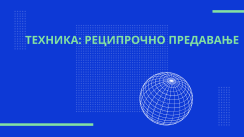 ТЕХНИКА: РЕЦИПРОЧНО ПРЕДАВАЊЕ